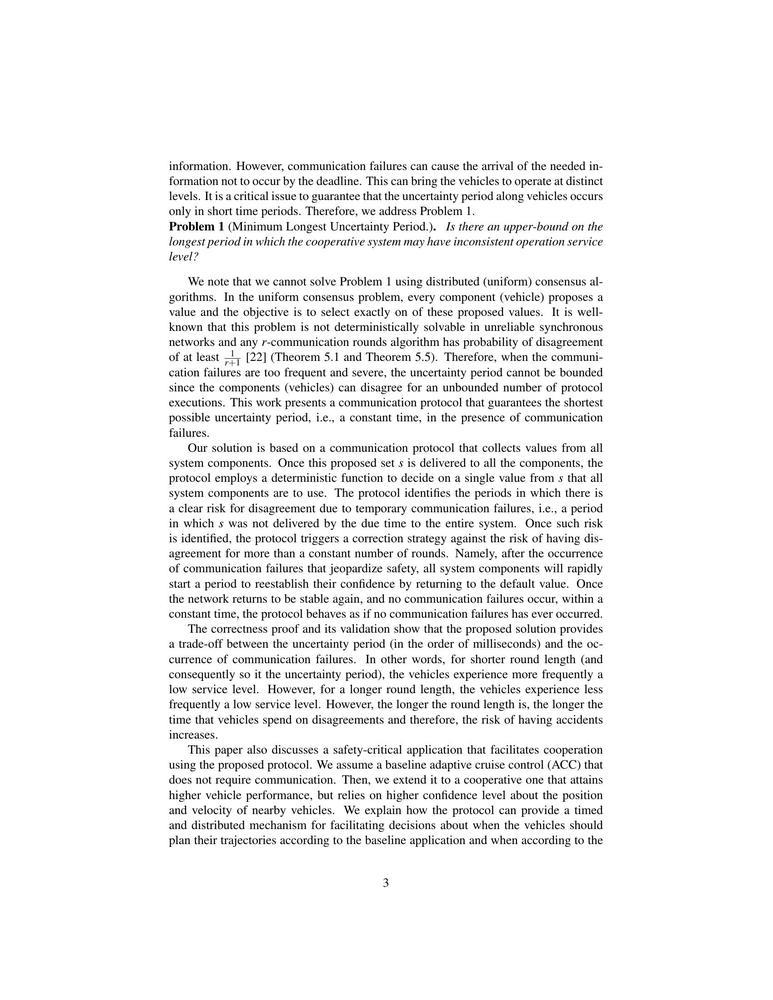 information. However, communication failures can cause the arrival of the needed in-
formation not to occur by the deadline. This can bring the vehicles to operate at distinct
levels. It is a critical issue to guarantee that the uncertainty period along vehicles occurs
only in short time periods. Therefore, we address Problem 1.
Problem 1 (Minimum Longest Uncertainty Period.). Is there an upper-bound on the
longest period in which the cooperative system may have inconsistent operation service
level?
We note that we cannot solve Problem 1 using distributed (uniform) consensus al-
gorithms. In the uniform consensus problem, every component (vehicle) proposes a
value and the objective is to select exactly on of these proposed values. It is well-
known that this problem is not deterministically solvable in unreliable synchronous
networks and any r-communication rounds algorithm has probability of disagreement
of at least 1/(r+1) [22] (Theorem 5.1 and Theorem 5.5). Therefore, when the communi-
cation failures are too frequent and severe, the uncertainty period cannot be bounded
since the components (vehicles) can disagree for an unbounded number of protocol
executions. This work presents a communication protocol that guarantees the shortest
possible uncertainty period, i.e., a constant time, in the presence of communication
failures.
Our solution is based on a communication protocol that collects values from all
system components. Once this proposed set s is delivered to all the components, the
protocol employs a deterministic function to decide on a single value from s that all
system components are to use. The protocol identifies the periods in which there is
a clear risk for disagreement due to temporary communication failures, i.e., a period
in which s was not delivered by the due time to the entire system. Once such risk
is identified, the protocol triggers a correction strategy against the risk of having dis-
agreement for more than a constant number of rounds. Namely, after the occurrence
of communication failures that jeopardize safety, all system components will rapidly
start a period to reestablish their confidence by returning to the default value. Once
the network returns to be stable again, and no communication failures occur, within a
constant time, the protocol behaves as if no communication failures has ever occurred.
The correctness proof and its validation show that the proposed solution provides
a trade-off between the uncertainty period (in the order of milliseconds) and the oc-
currence of communication failures. In other words, for shorter round length (and
consequently so it the uncertainty period), the vehicles experience more frequently a
low service level. However, for a longer round length, the vehicles experience less
frequently a low service level. However, the longer the round length is, the longer the
time that vehicles spend on disagreements and therefore, the risk of having accidents
increases.
This paper also discusses a safety-critical application that facilitates cooperation
using the proposed protocol. We assume a baseline adaptive cruise control (ACC) that
does not require communication. Then, we extend it to a cooperative one that attains
higher vehicle performance, but relies on higher confidence level about the position
and velocity of nearby vehicles. We explain how the protocol can provide a timed
and distributed mechanism for facilitating decisions about when the vehicles should
plan their trajectories according to the baseline application and when according to the
3